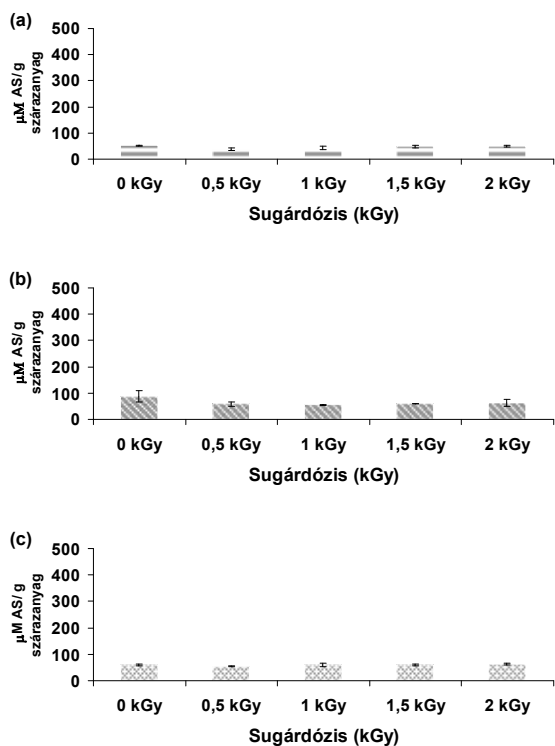 (a)
500
400
300
200
100
0
µM AS/ g
szárazanyag
0 kGy 0,5 kGy 1 kGy 1,5 kGy 2 kGy
Sugárdózis (kGy)
(b)
500
400
300
200
100
0
µM AS/ g
szárazanyag
0 kGy 0,5 kGy 1 kGy 1,5 kGy 2 kGy
Sugárdózis (kGy)
(c)
500
400
300
200
100
0
µM AS/ g
szárazanyag
0 kGy 0,5 kGy 1 kGy 1,5 kGy 2 kGy
Sugárdózis (kGy)